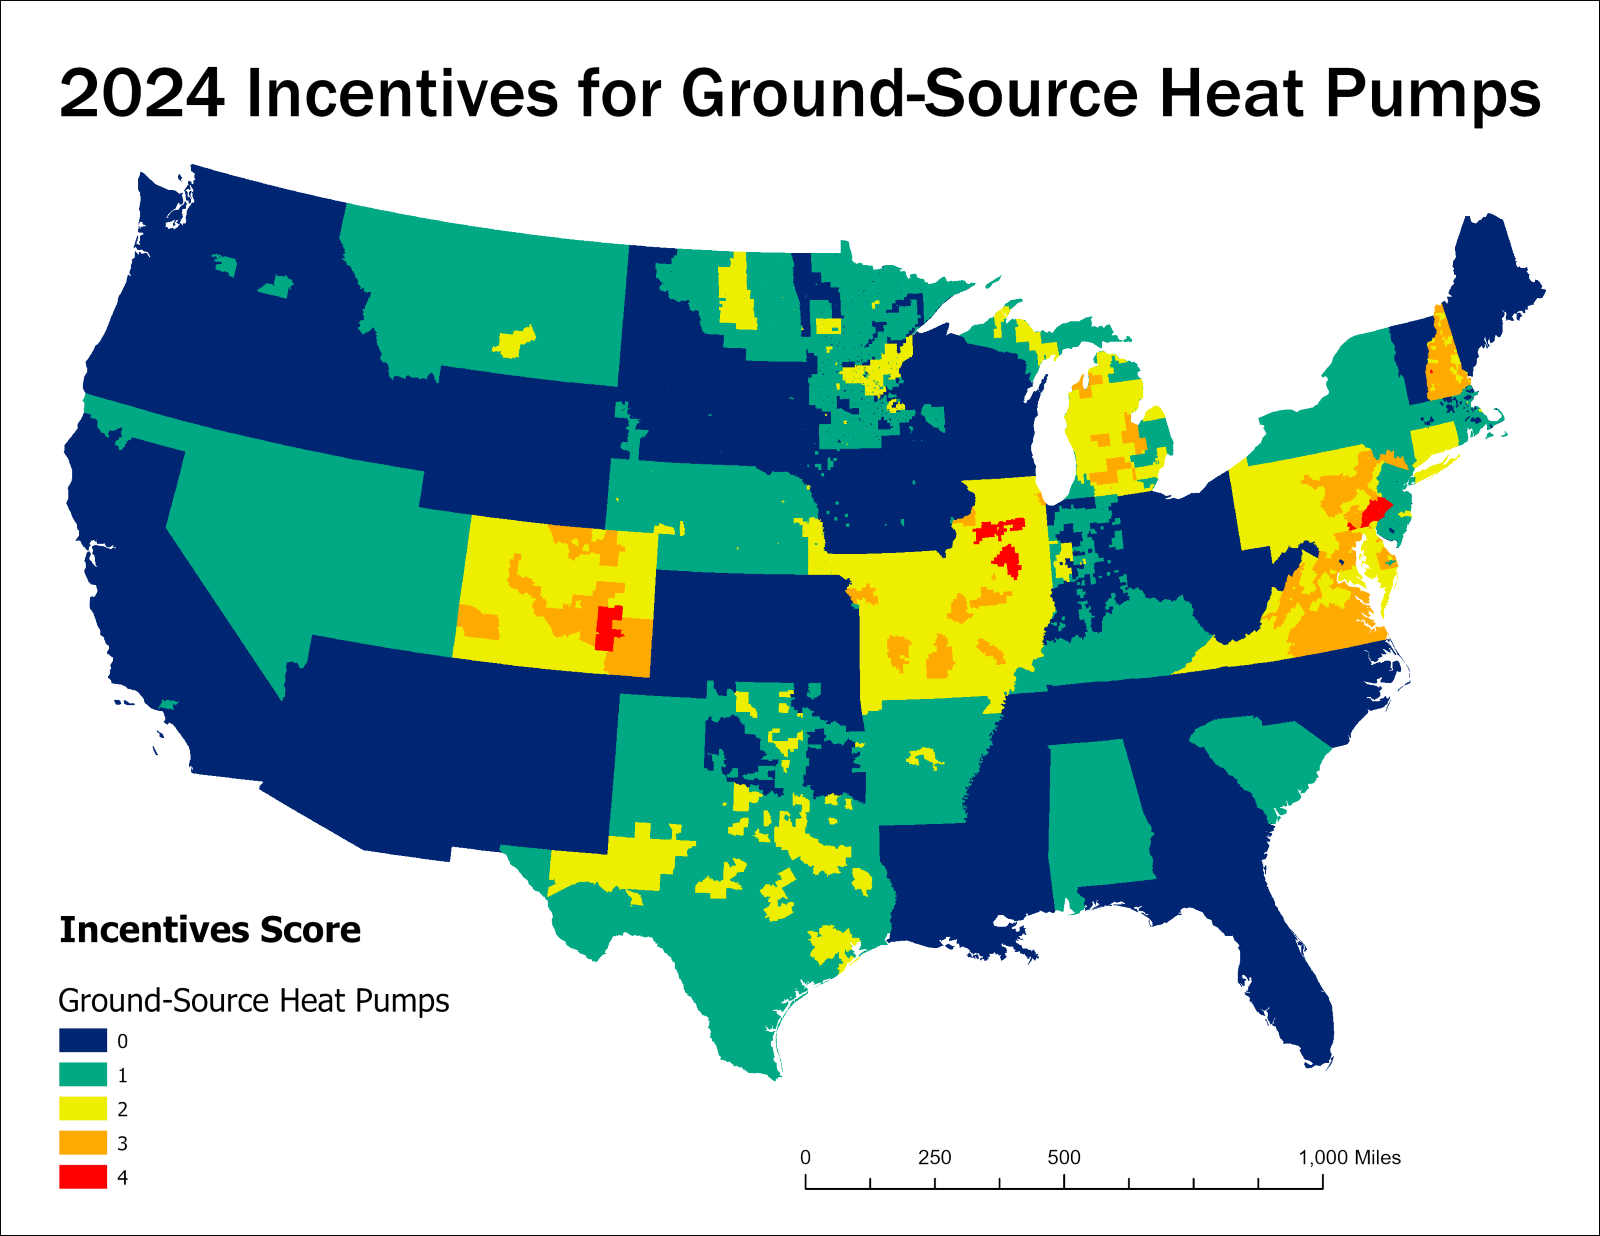 2024 Incentives for Ground-Source Heat Pumps
Incentives Score
Ground-Source Heat Pumps
0
1
2
3
4
0 250 500 1,000 Miles